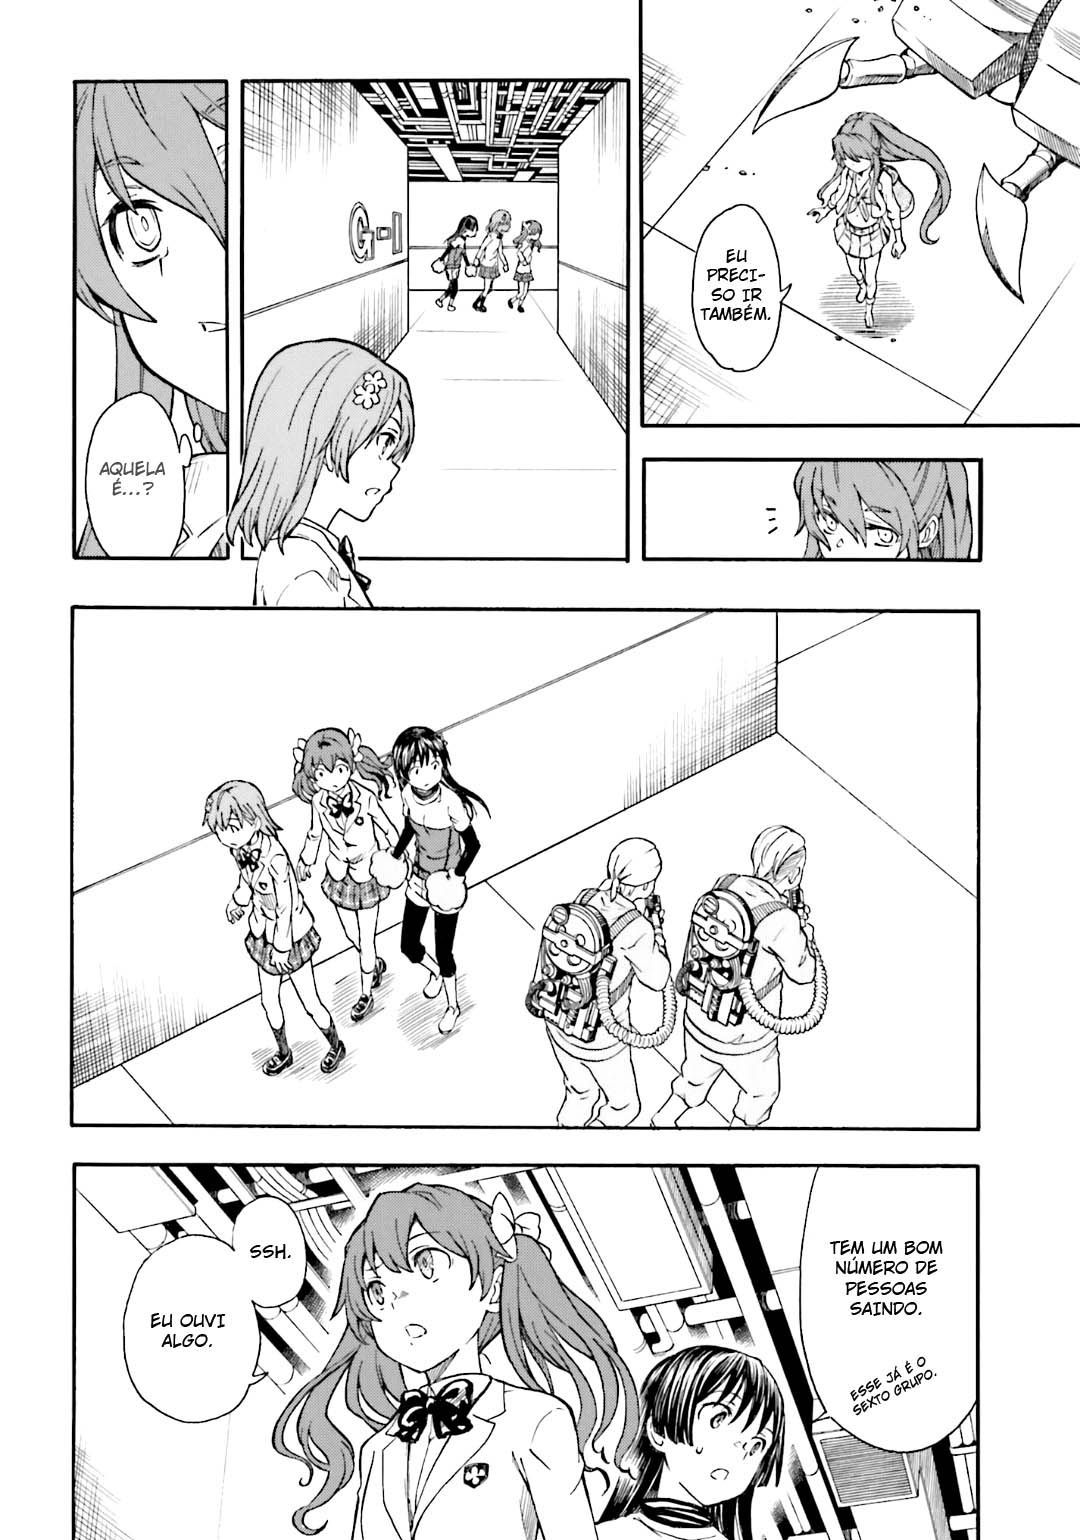 EU
PRECI-
SO IR
TAMBÉM.
G-1
AQUELA
É...?
TEM UM BOM
NÚMERO DE
PESSOAS
SAINDO.
ESSE JÁ É O
SEXTO GRUPO.
SSH.
EU OUVI
ALGO.